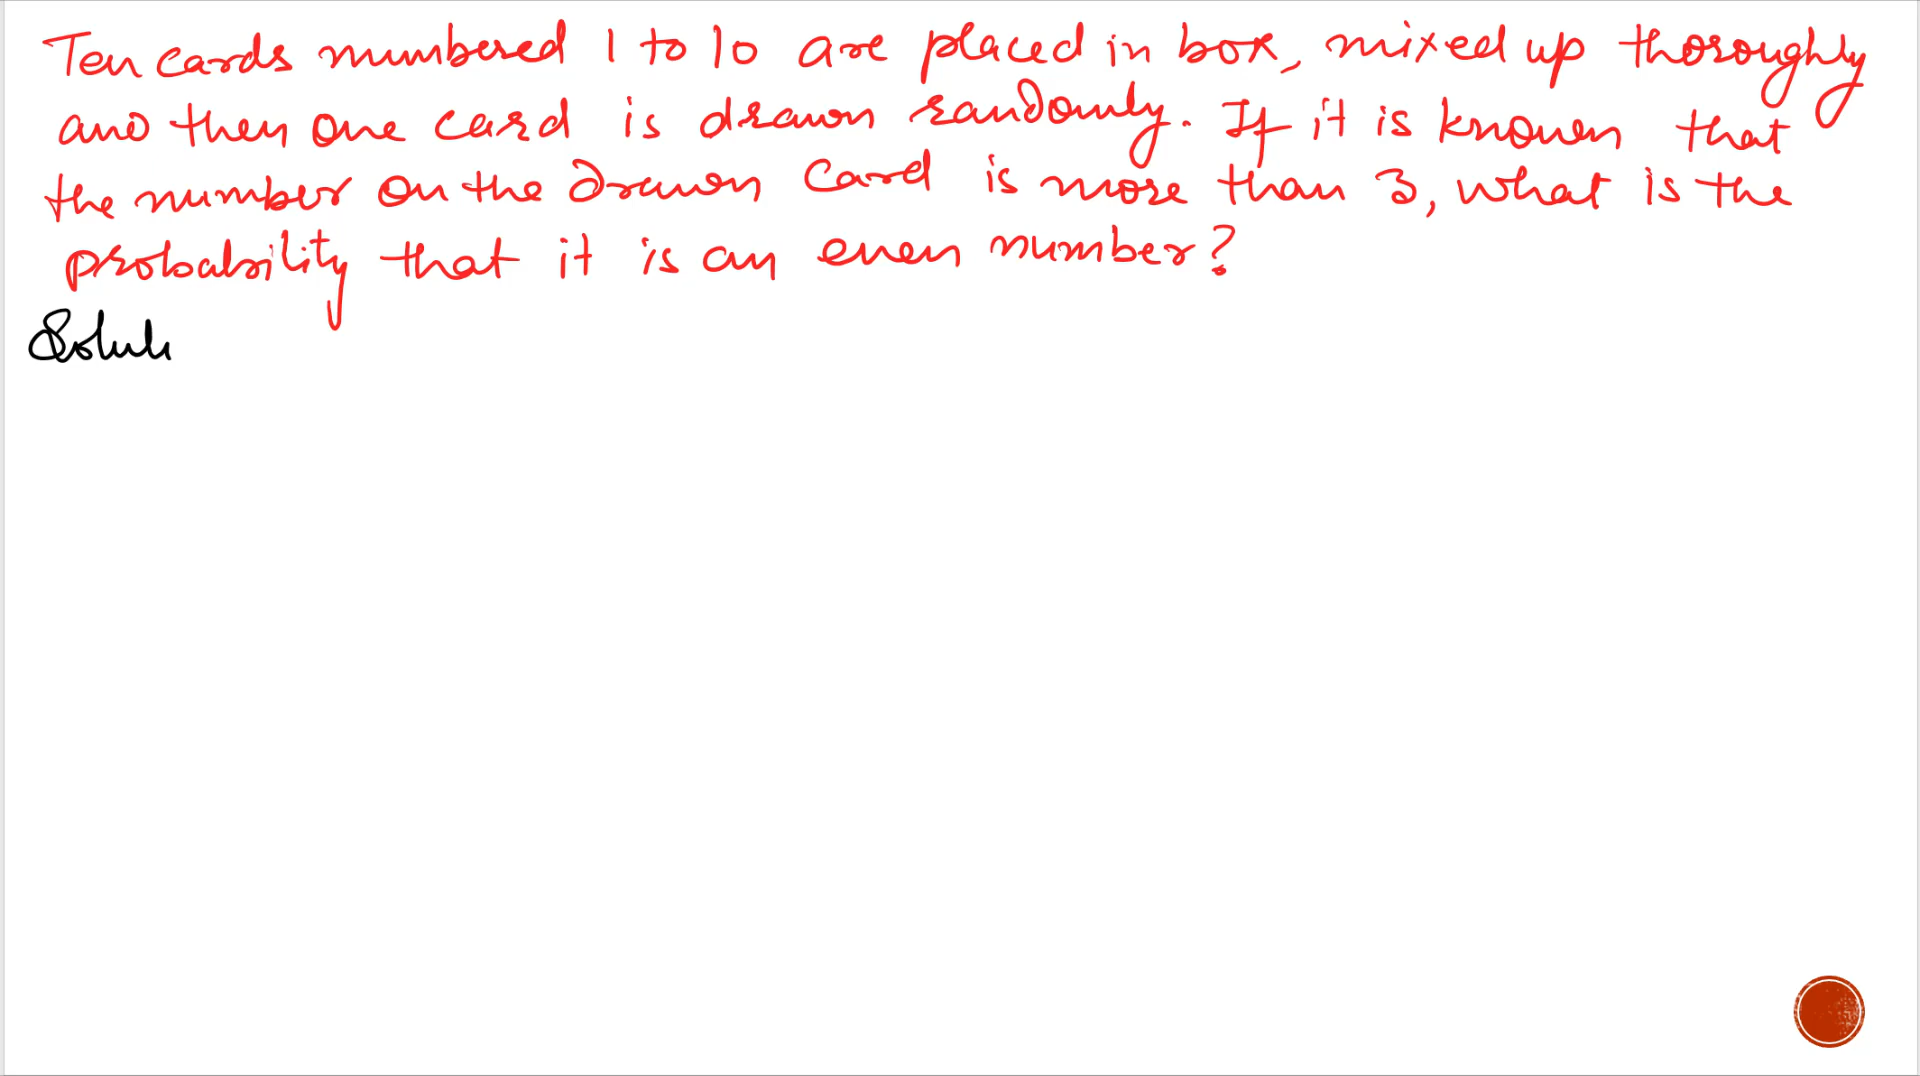 Ten cards numbered 1 to 10 are placed in box, mixed up thoroughly
and then one card is drawn randomly. If it is known that
the number on the drawn card is more than 3, what is the
probability that it is an even number?
Soluti